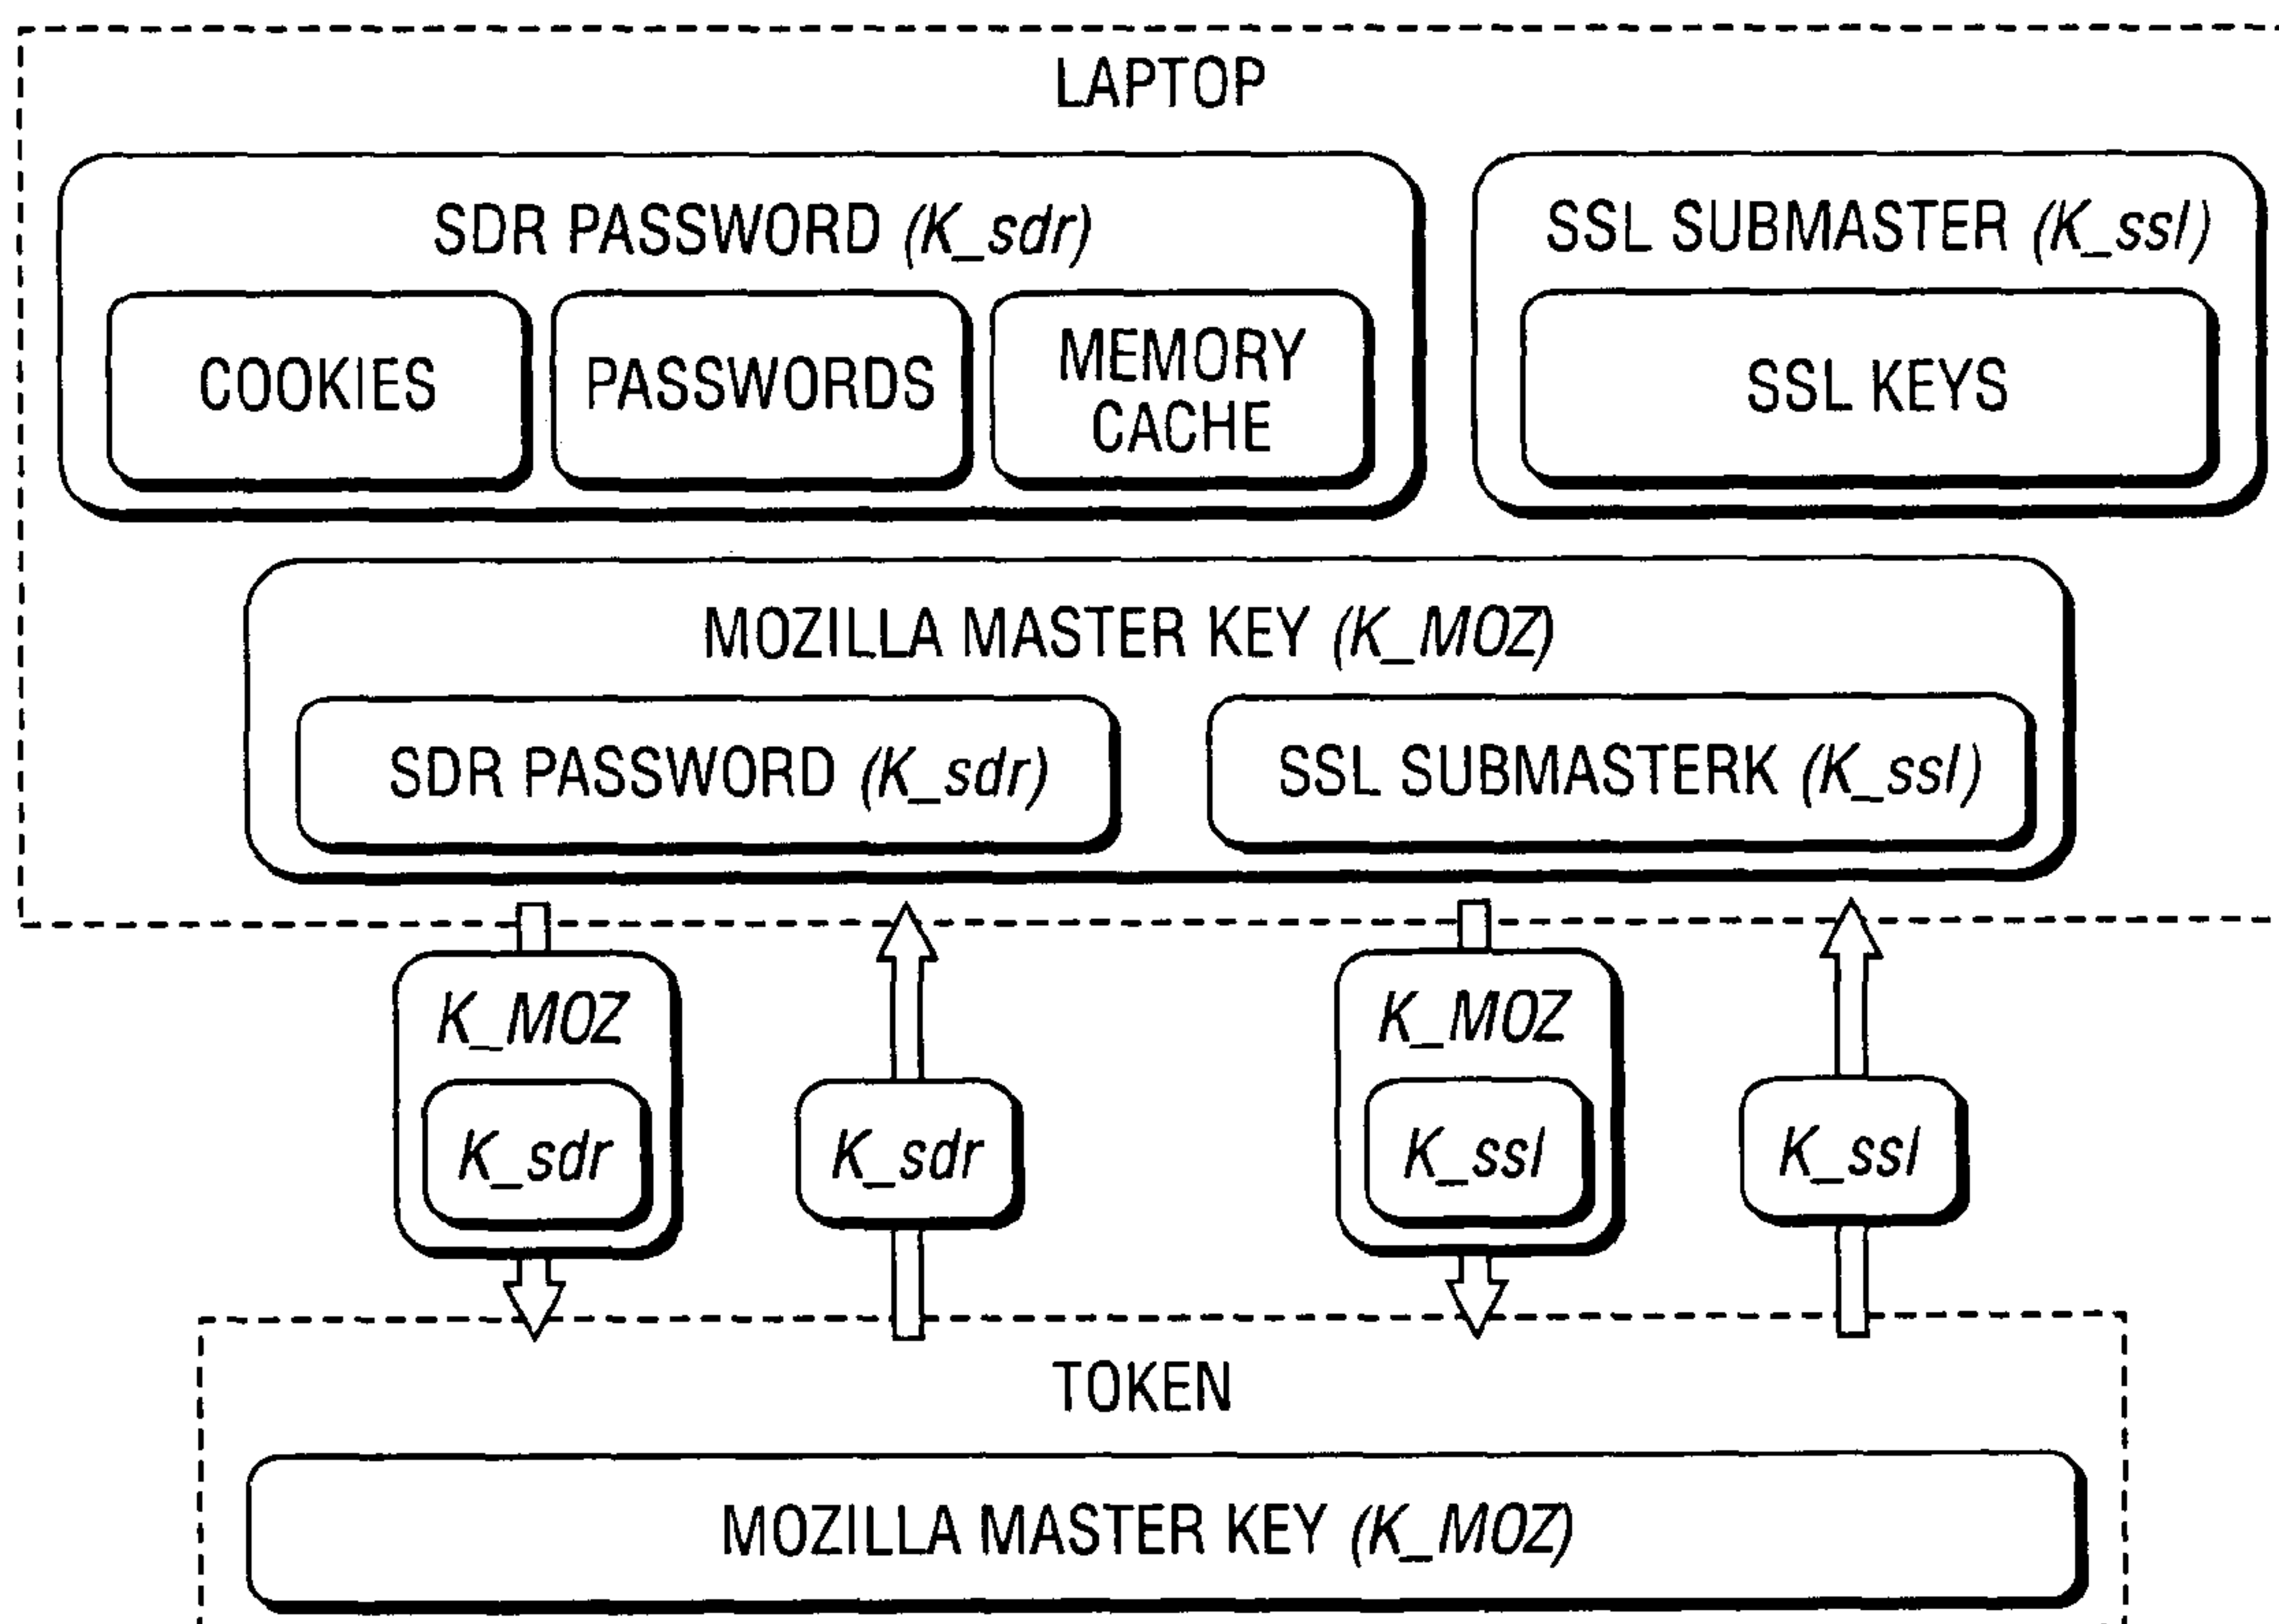 LAPTOP
SDR PASSWORD (K_sdr)
SSL SUBMASTER (K_ssl)
COOKIES
PASSWORDS
MEMORY
CACHE
SSL KEYS
MOZILLA MASTER KEY (K_MOZ)
SDR PASSWORD (K_sdr)
SSL SUBMASTERK (K_ssl)
K_MOZ
K_sdr
K_sdr
K_MOZ
K_ssl
K_ssl
TOKEN
MOZILLA MASTER KEY (K_MOZ)